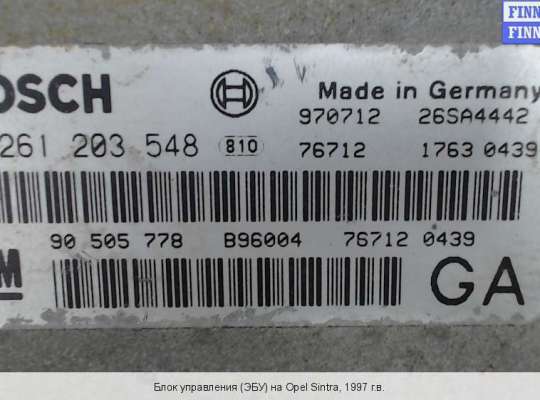 FINN
FINN
OSCH
Made in Germany
970712 26SA4442
261 203 548 810 76712 1763 0439
90 505 778 B96004 76712 0439
M
GA
Блок управления (ЭБУ) на Opel Sintra, 1997 г.в.